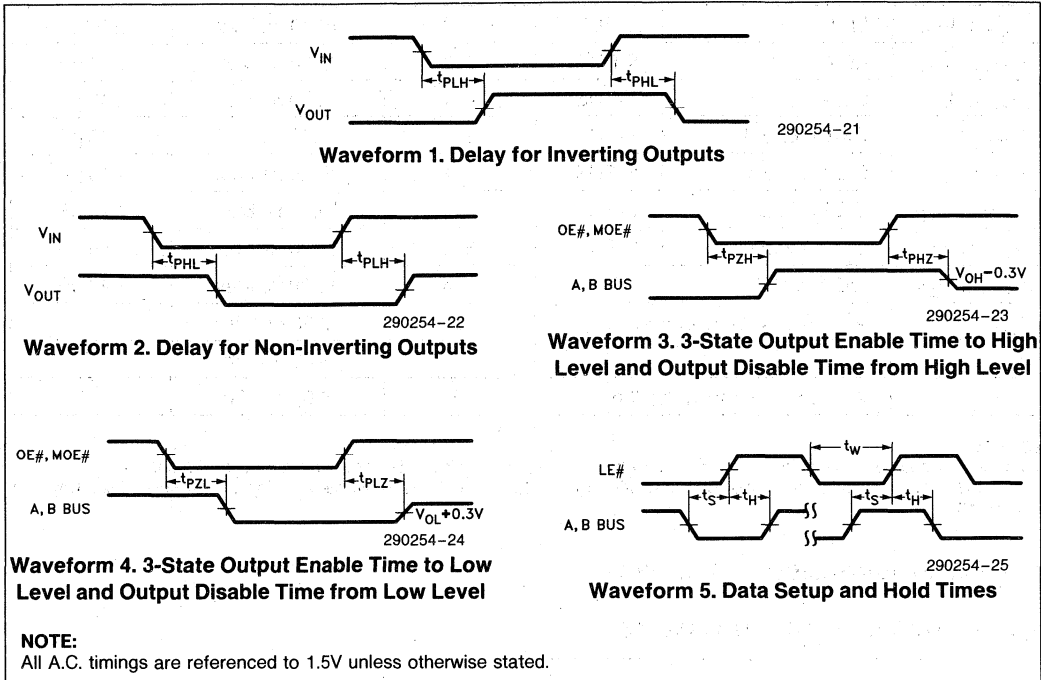 V_IN
t_PLH
t_PHL
V_OUT
290254-21
Waveform 1. Delay for Inverting Outputs
V_IN
t_PHL
t_PLH
V_OUT
290254-22
Waveform 2. Delay for Non-Inverting Outputs
OE#, MOE#
t_PZH
t_PHZ
A, B BUS
V_OH-0.3V
290254-23
Waveform 3. 3-State Output Enable Time to High
Level and Output Disable Time from High Level
OE#, MOE#
t_PZL
t_PLZ
A, B BUS
V_OL+0.3V
290254-24
Waveform 4. 3-State Output Enable Time to Low
Level and Output Disable Time from Low Level
t_W
LE#
t_S
t_H
t_S
t_H
A, B BUS
290254-25
Waveform 5. Data Setup and Hold Times
NOTE:
All A.C. timings are referenced to 1.5V unless otherwise stated.